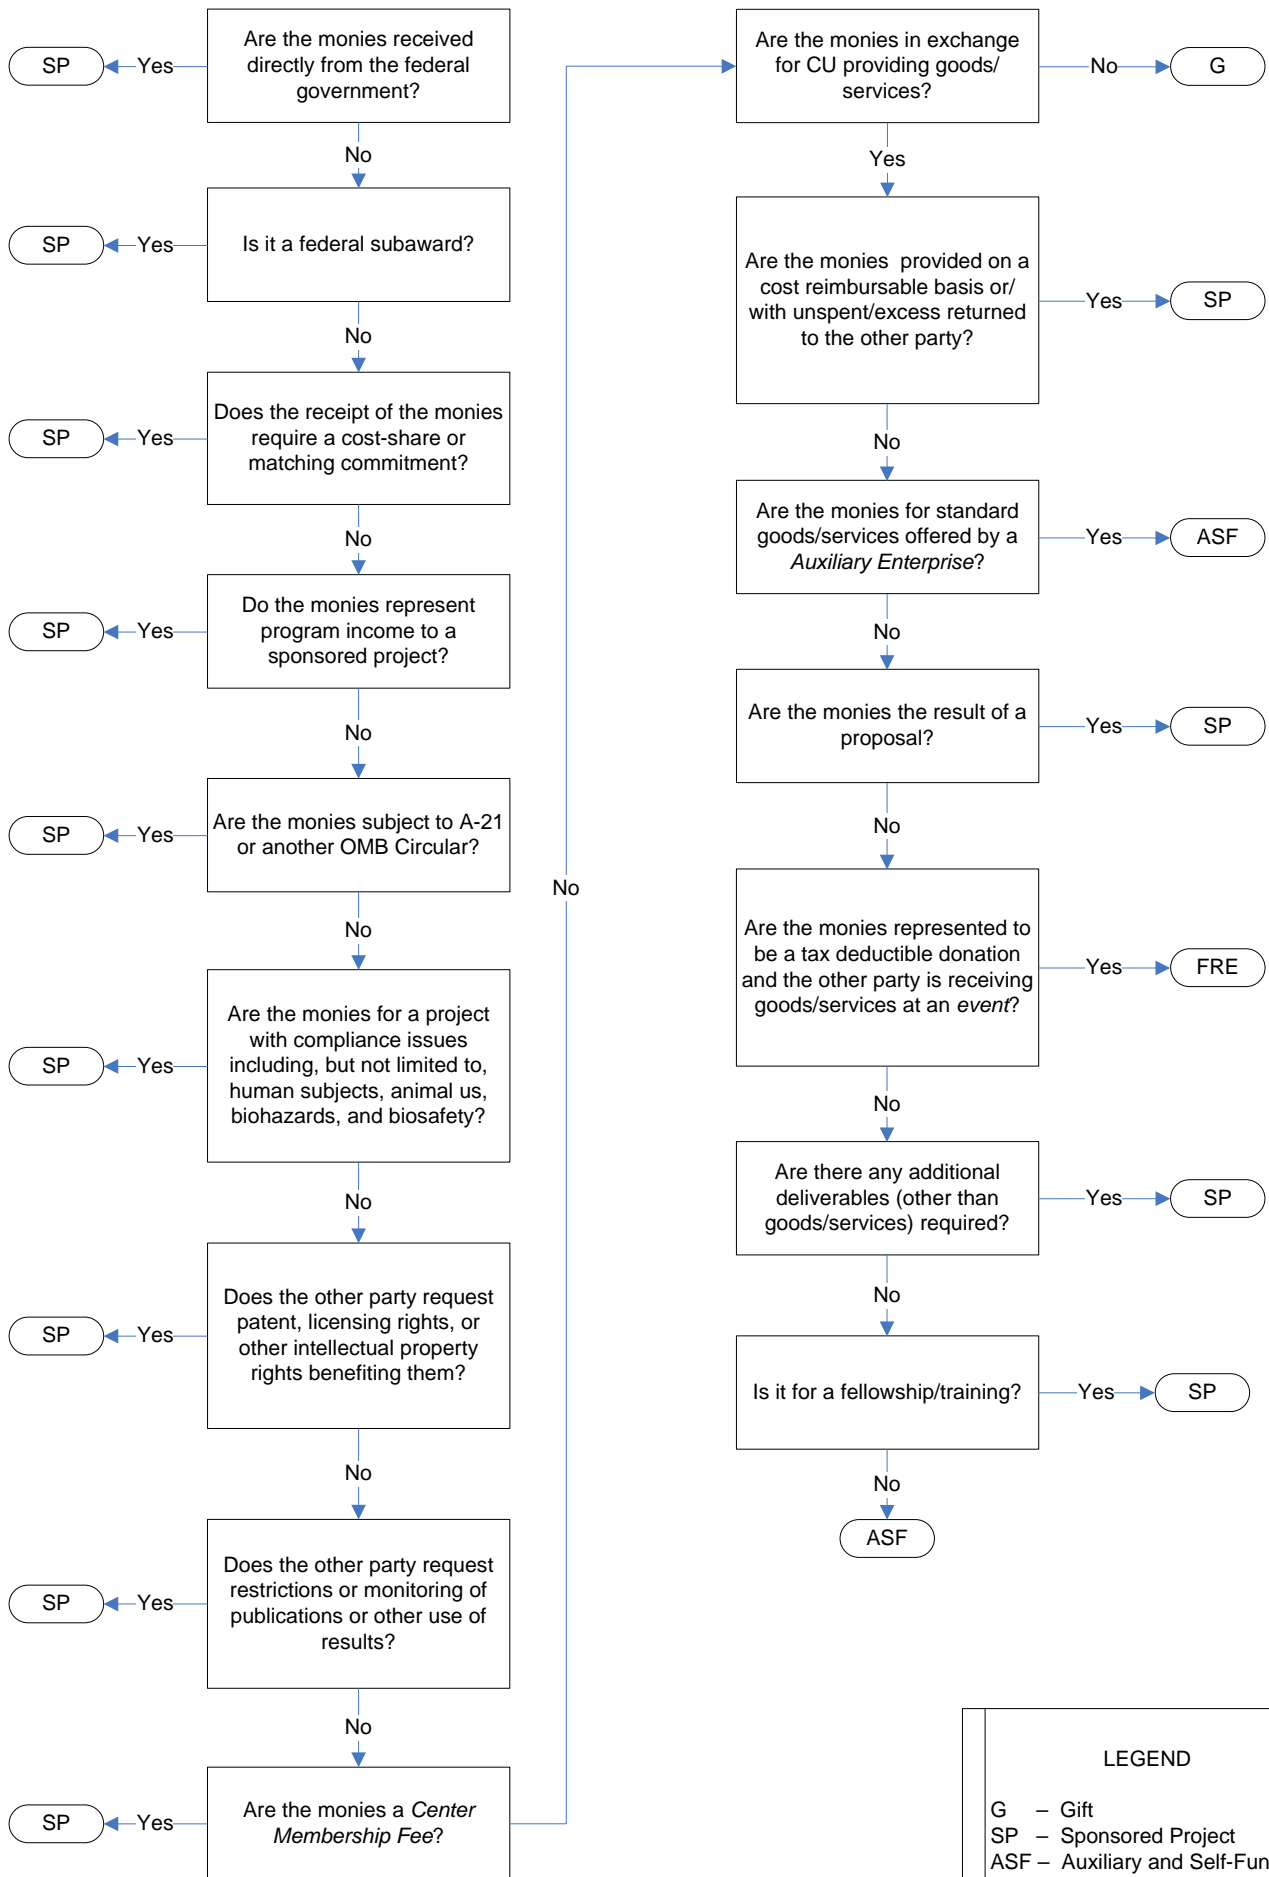 Are the monies received
directly from the federal
government?
Yes
SP
No
Is it a federal subaward?
Yes
SP
No
Does the receipt of the monies
require a cost-share or
matching commitment?
Yes
SP
No
Do the monies represent
program income to a
sponsored project?
Yes
SP
No
Are the monies subject to A-21
or another OMB Circular?
Yes
SP
No
Are the monies for a project
with compliance issues
including, but not limited to,
human subjects, animal us,
biohazards, and biosafety?
Yes
SP
No
Does the other party request
patent, licensing rights, or
other intellectual property
rights benefiting them?
Yes
SP
No
Does the other party request
restrictions or monitoring of
publications or other use of
results?
Yes
SP
No
Are the monies a Center
Membership Fee?
Yes
SP
No
Are the monies in exchange
for CU providing goods/
services?
No
G
Yes
Are the monies provided on a
cost reimbursable basis or/
with unspent/excess returned
to the other party?
Yes
SP
No
Are the monies for standard
goods/services offered by a
Auxiliary Enterprise?
Yes
ASF
No
Are the monies the result of a
proposal?
Yes
SP
No
Are the monies represented to
be a tax deductible donation
and the other party is receiving
goods/services at an event?
Yes
FRE
No
Are there any additional
deliverables (other than
goods/services) required?
Yes
SP
No
Is it for a fellowship/training?
Yes
SP
No
ASF
LEGEND
G – Gift
SP – Sponsored Project
ASF – Auxiliary and Self-Fun